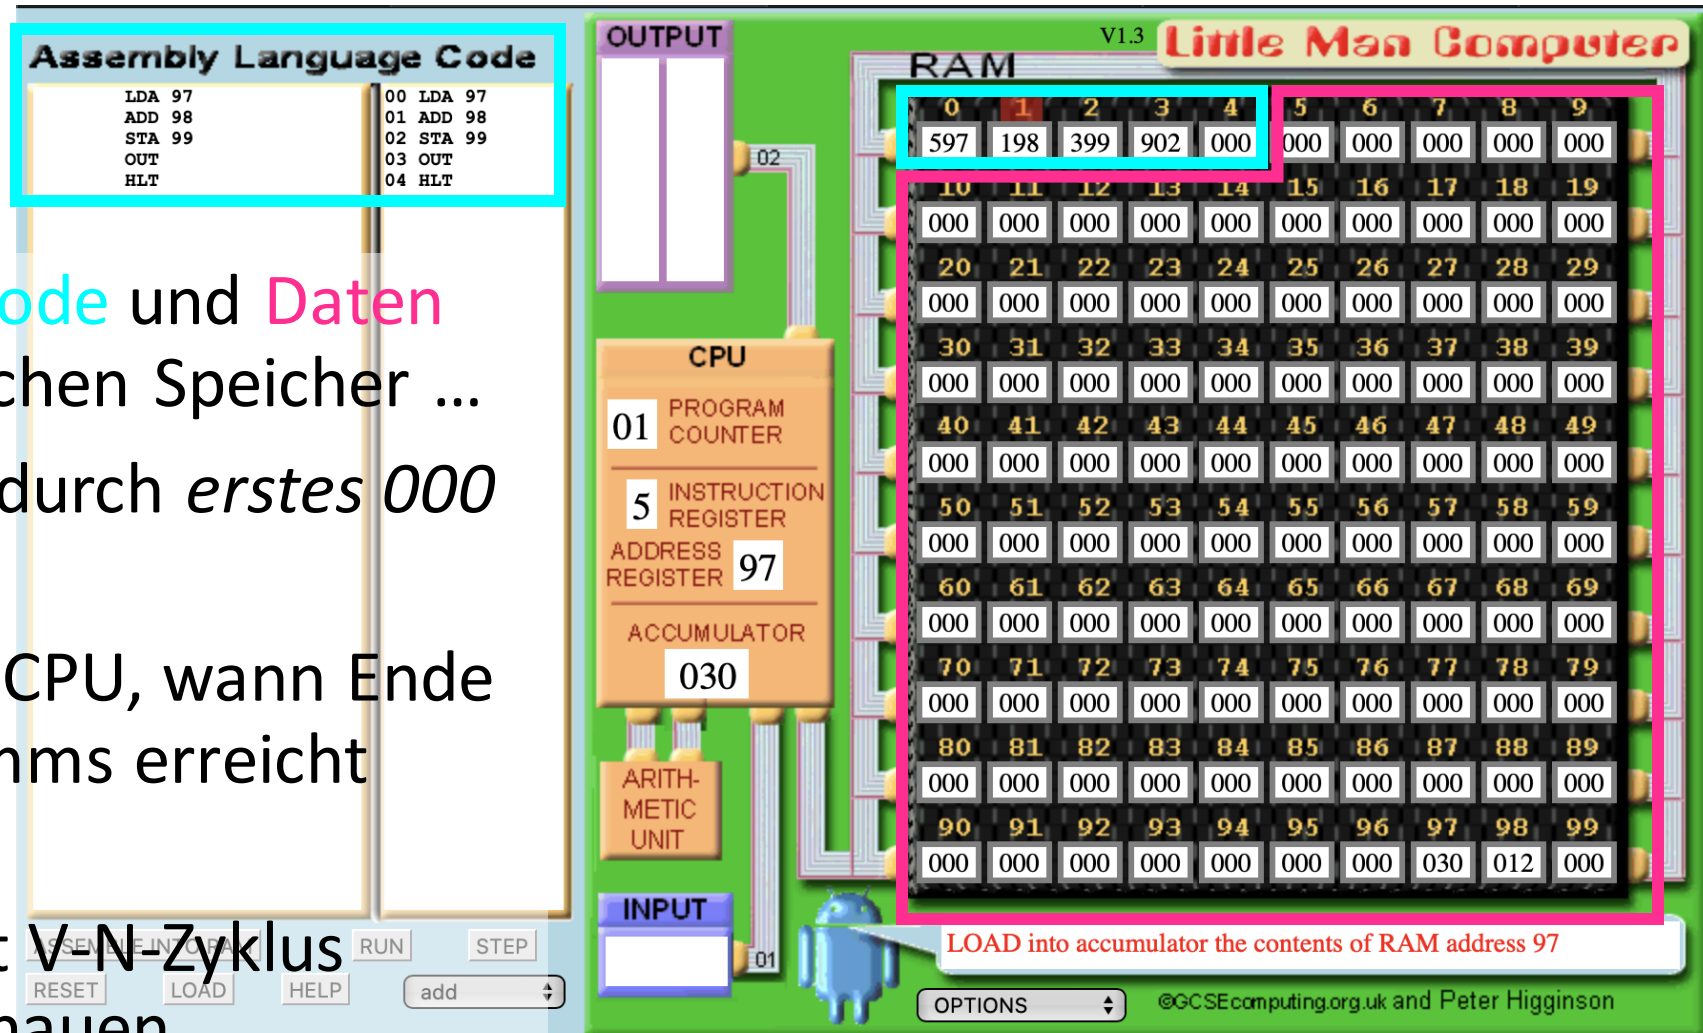 Assembly Language Code
LDA 97
ADD 98
STA 99
OUT
HLT
00 LDA 97
01 ADD 98
02 STA 99
03 OUT
04 HLT
ode und Daten
chen Speicher ...
durch erstes 000
CPU, wann Ende
mms erreicht
t V-N-Zyklus
hauen
ASSEMBLE INTO RAM RUN STEP
RESET LOAD HELP add
OUTPUT
02
CPU
01 PROGRAM COUNTER
5 INSTRUCTION REGISTER
ADDRESS REGISTER 97
ACCUMULATOR
030
ARITH-
METIC
UNIT
INPUT
01
V1.3 Little Man Computer
RAM
0 1 2 3 4 5 6 7 8 9
597 198 399 902 000 000 000 000 000 000
10 11 12 13 14 15 16 17 18 19
000 000 000 000 000 000 000 000 000 000
20 21 22 23 24 25 26 27 28 29
000 000 000 000 000 000 000 000 000 000
30 31 32 33 34 35 36 37 38 39
000 000 000 000 000 000 000 000 000 000
40 41 42 43 44 45 46 47 48 49
000 000 000 000 000 000 000 000 000 000
50 51 52 53 54 55 56 57 58 59
000 000 000 000 000 000 000 000 000 000
60 61 62 63 64 65 66 67 68 69
000 000 000 000 000 000 000 000 000 000
70 71 72 73 74 75 76 77 78 79
000 000 000 000 000 000 000 000 000 000
80 81 82 83 84 85 86 87 88 89
000 000 000 000 000 000 000 000 000 000
90 91 92 93 94 95 96 97 98 99
000 000 000 000 000 000 000 030 012 000
LOAD into accumulator the contents of RAM address 97
OPTIONS
©GCSEcomputing.org.uk and Peter Higginson